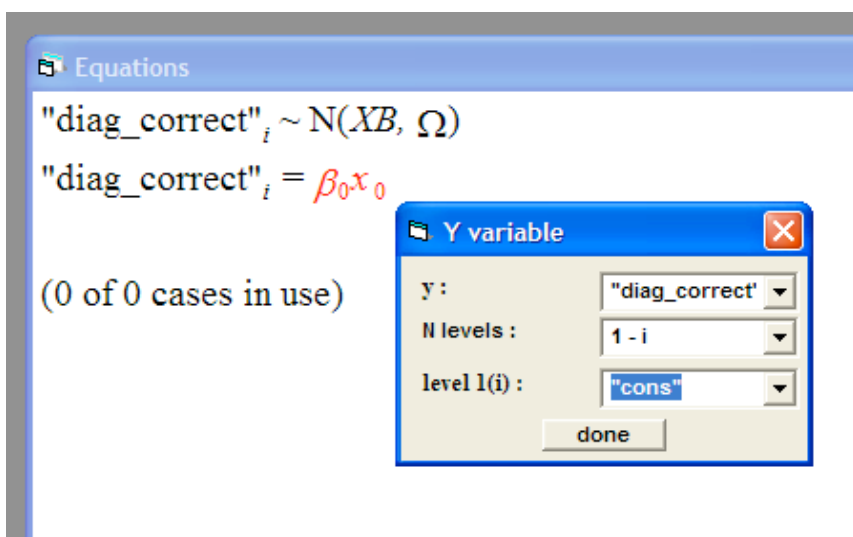 Equations
"diag_correct"i ~ N(XB, Ω)
"diag_correct"i = β0x0
(0 of 0 cases in use)
Y variable
y : "diag_correct'
N levels : 1 - i
level 1(i) : "cons"
done